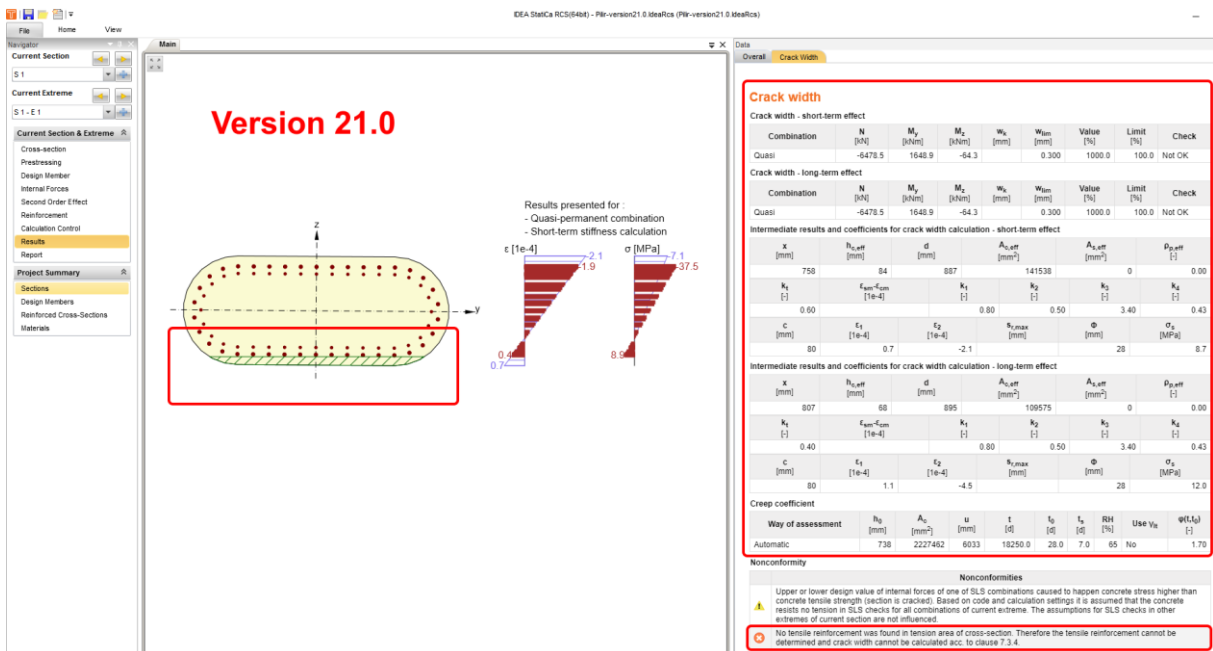 IDEA StatiCa RCS(64bit) - Pilir-version21.0.IdeaRcs (Pilir-version21.0.IdeaRcs)
File Home View
Navigator
Current Section
S 1
Current Extreme
S 1 - E 1
Current Section & Extreme
Cross-section
Prestressing
Design Member
Internal Forces
Second Order Effect
Reinforcement
Calculation Control
Results
Report
Project Summary
Sections
Design Members
Reinforced Cross-Sections
Materials
Main
Version 21.0
z
y
Results presented for :
- Quasi-permanent combination
- Short-term stiffness calculation
ε [1e-4] σ [MPa]
-2.1 -7.1
-1.9 -37.5
0.4 8.9
0.7
Data
Overall Crack Width
Crack width
Crack width - short-term effect
Combination N [kN] My [kNm] Mz [kNm] wk [mm] wlim [mm] Value [%] Limit [%] Check
Quasi -6478.5 1648.9 -64.3 0.300 1000.0 100.0 Not OK
Crack width - long-term effect
Combination N [kN] My [kNm] Mz [kNm] wk [mm] wlim [mm] Value [%] Limit [%] Check
Quasi -6478.5 1648.9 -64.3 0.300 1000.0 100.0 Not OK
Intermediate results and coefficients for crack width calculation - short-term effect
x [mm] hc,eff [mm] d [mm] Ac,eff [mm²] As,eff [mm²] ρp,eff [-]
758 84 887 141538 0 0.00
kt [-] εsm-εcm [1e-4] k1 [-] k2 [-] k3 [-] k4 [-]
0.60 0.80 0.50 3.40 0.43
c [mm] ε1 [1e-4] ε2 [1e-4] sr,max [mm] Φ [mm] σs [MPa]
80 0.7 -2.1 28 8.7
Intermediate results and coefficients for crack width calculation - long-term effect
x [mm] hc,eff [mm] d [mm] Ac,eff [mm²] As,eff [mm²] ρp,eff [-]
807 68 895 109575 0 0.00
kt [-] εsm-εcm [1e-4] k1 [-] k2 [-] k3 [-] k4 [-]
0.40 0.80 0.50 3.40 0.43
c [mm] ε1 [1e-4] ε2 [1e-4] sr,max [mm] Φ [mm] σs [MPa]
80 1.1 -4.5 28 12.0
Creep coefficient
Way of assessment h0 [mm] Ac [mm²] u [mm] t [d] t0 [d] ts [d] RH [%] Use γlt φ(t,t0) [-]
Automatic 738 2227462 6033 18250.0 28.0 7.0 65 No 1.70
Nonconformity
Nonconformities
Upper or lower design value of internal forces of one of SLS combinations caused to happen concrete stress higher than
concrete tensile strength (section is cracked). Based on code and calculation settings it is assumed that the concrete
resists no tension in SLS checks for all combinations of current extreme. The assumptions for SLS checks in other
extremes of current section are not influenced.
No tensile reinforcement was found in tension area of cross-section. Therefore the tensile reinforcement cannot be
determined and crack width cannot be calculated acc. to clause 7.3.4.